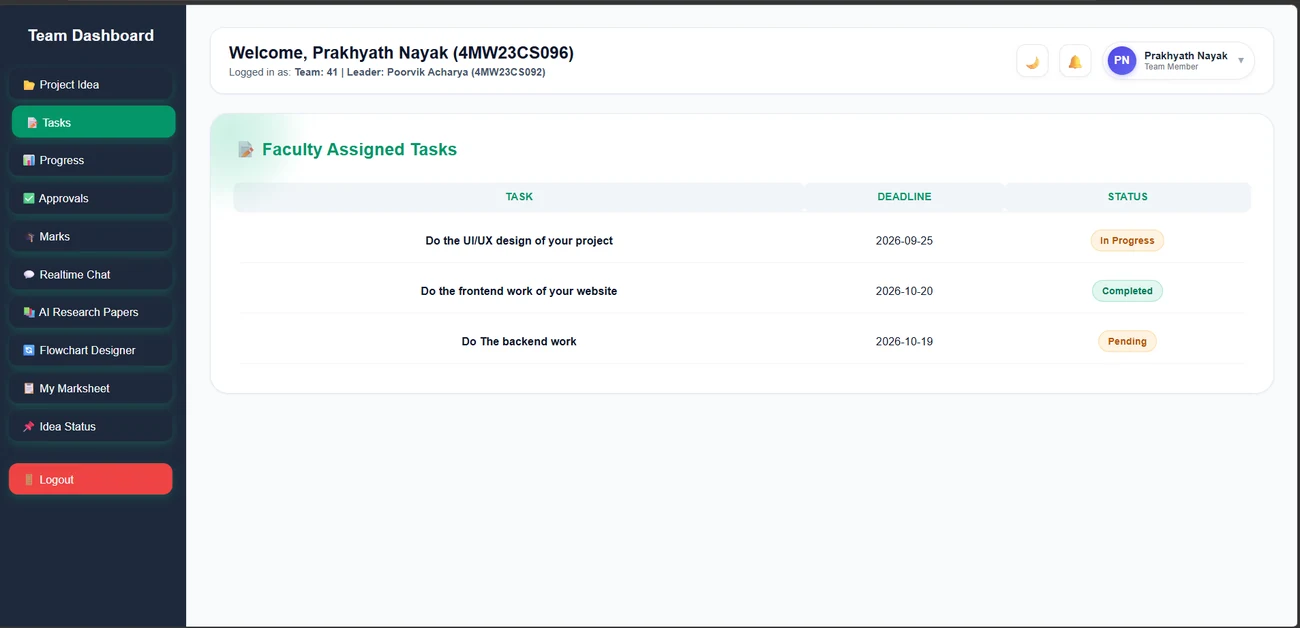 Team Dashboard
Project Idea
Tasks
Progress
Approvals
Marks
Realtime Chat
AI Research Papers
Flowchart Designer
My Marksheet
Idea Status
Logout
Welcome, Prakhyath Nayak (4MW23CS096)
Logged in as: Team: 41 | Leader: Poorvik Acharya (4MW23CS092)
PN
Prakhyath Nayak
Team Member
Faculty Assigned Tasks
TASK DEADLINE STATUS
Do the UI/UX design of your project 2026-09-25 In Progress
Do the frontend work of your website 2026-10-20 Completed
Do The backend work 2026-10-19 Pending